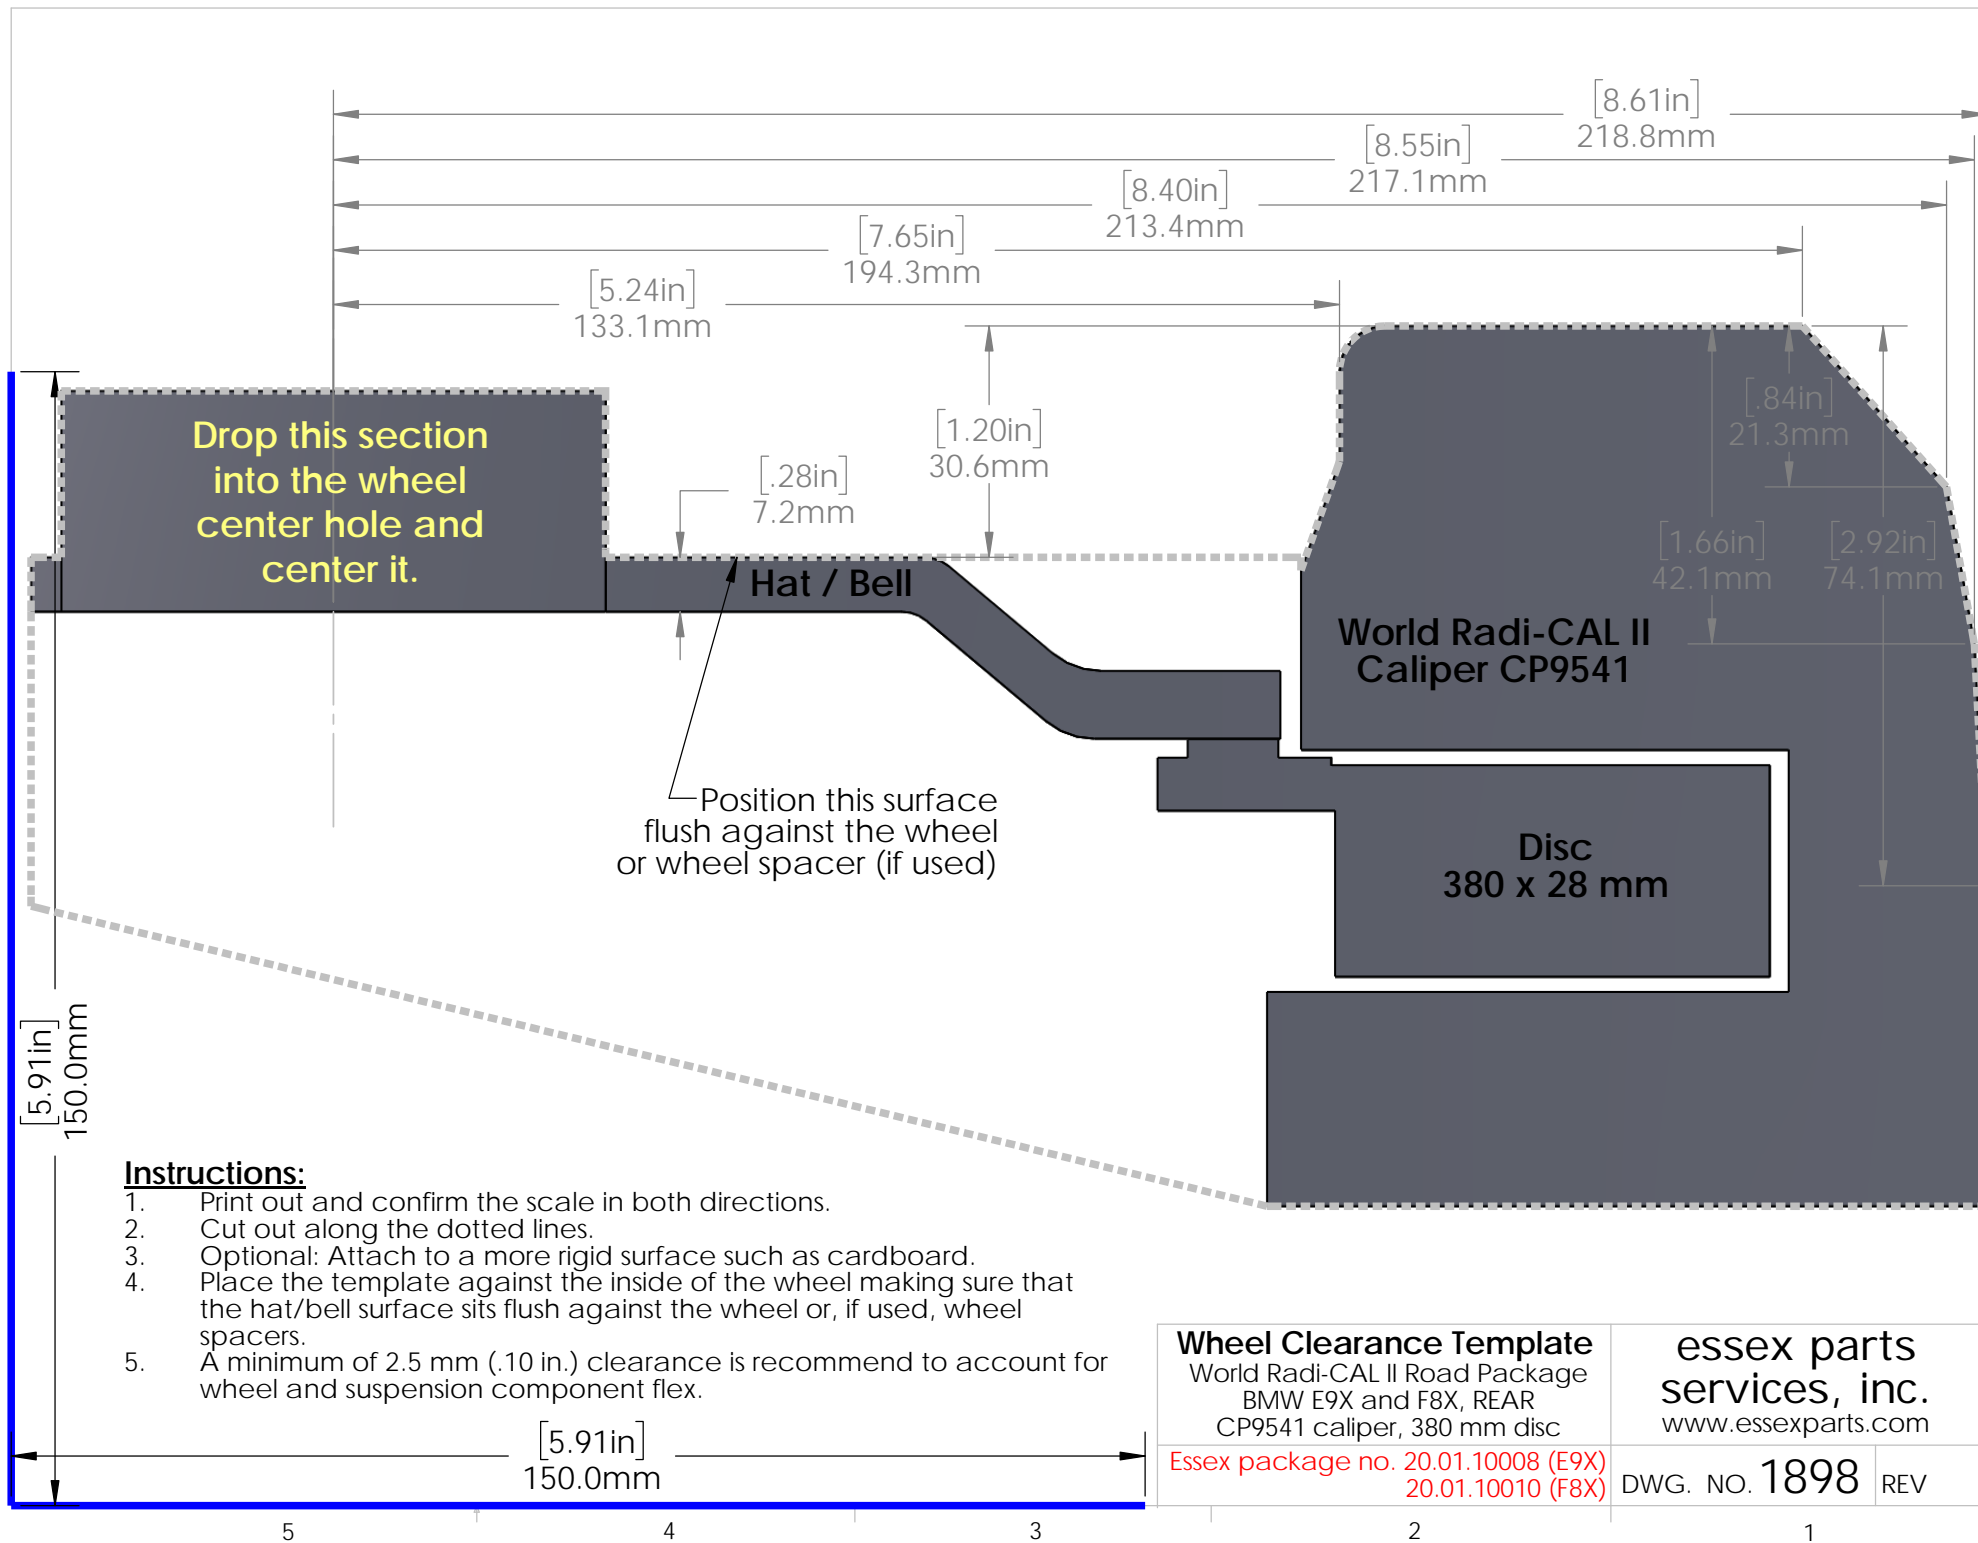 [8.61in]
218.8mm
[8.55in]
217.1mm
[8.40in]
213.4mm
[7.65in]
194.3mm
[5.24in]
133.1mm
[1.20in]
30.6mm
[.28in]
7.2mm
[.84in]
21.3mm
[1.66in]
42.1mm
[2.92in]
74.1mm
Drop this section
into the wheel
center hole and
center it.
Hat / Bell
World Radi-CAL II
Caliper CP9541
Position this surface
flush against the wheel
or wheel spacer (if used)
Disc
380 x 28 mm
[5.91in]
150.0mm
Instructions:
1. Print out and confirm the scale in both directions.
2. Cut out along the dotted lines.
3. Optional: Attach to a more rigid surface such as cardboard.
4. Place the template against the inside of the wheel making sure that
the hat/bell surface sits flush against the wheel or, if used, wheel
spacers.
5. A minimum of 2.5 mm (.10 in.) clearance is recommend to account for
wheel and suspension component flex.
[5.91in]
150.0mm
Wheel Clearance Template
World Radi-CAL II Road Package
BMW E9X and F8X, REAR
CP9541 caliper, 380 mm disc
Essex package no. 20.01.10008 (E9X)
20.01.10010 (F8X)
essex parts
services, inc.
www.essexparts.com
DWG. NO. 1898 REV
5 4 3 2 1